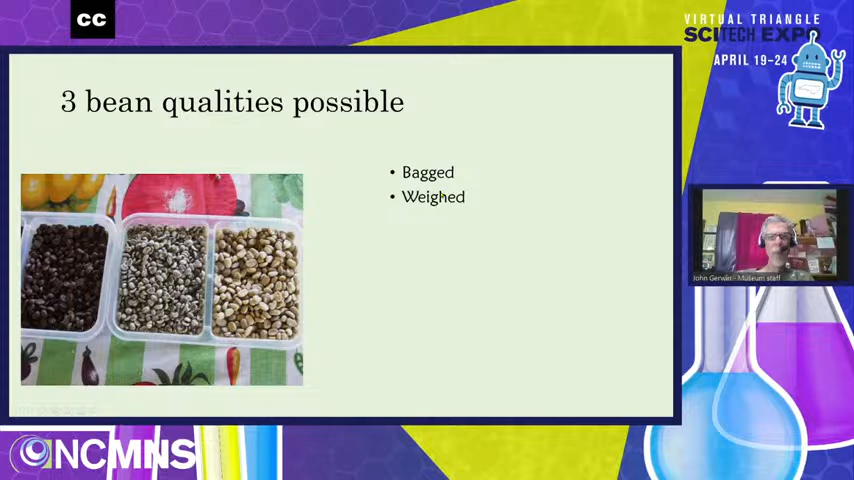 CC
VIRTUAL TRIANGLE
SCITECH EXPO
APRIL 19–24
3 bean qualities possible
• Bagged
• Weighed
John Gerwin - Museum staff
NCMNS